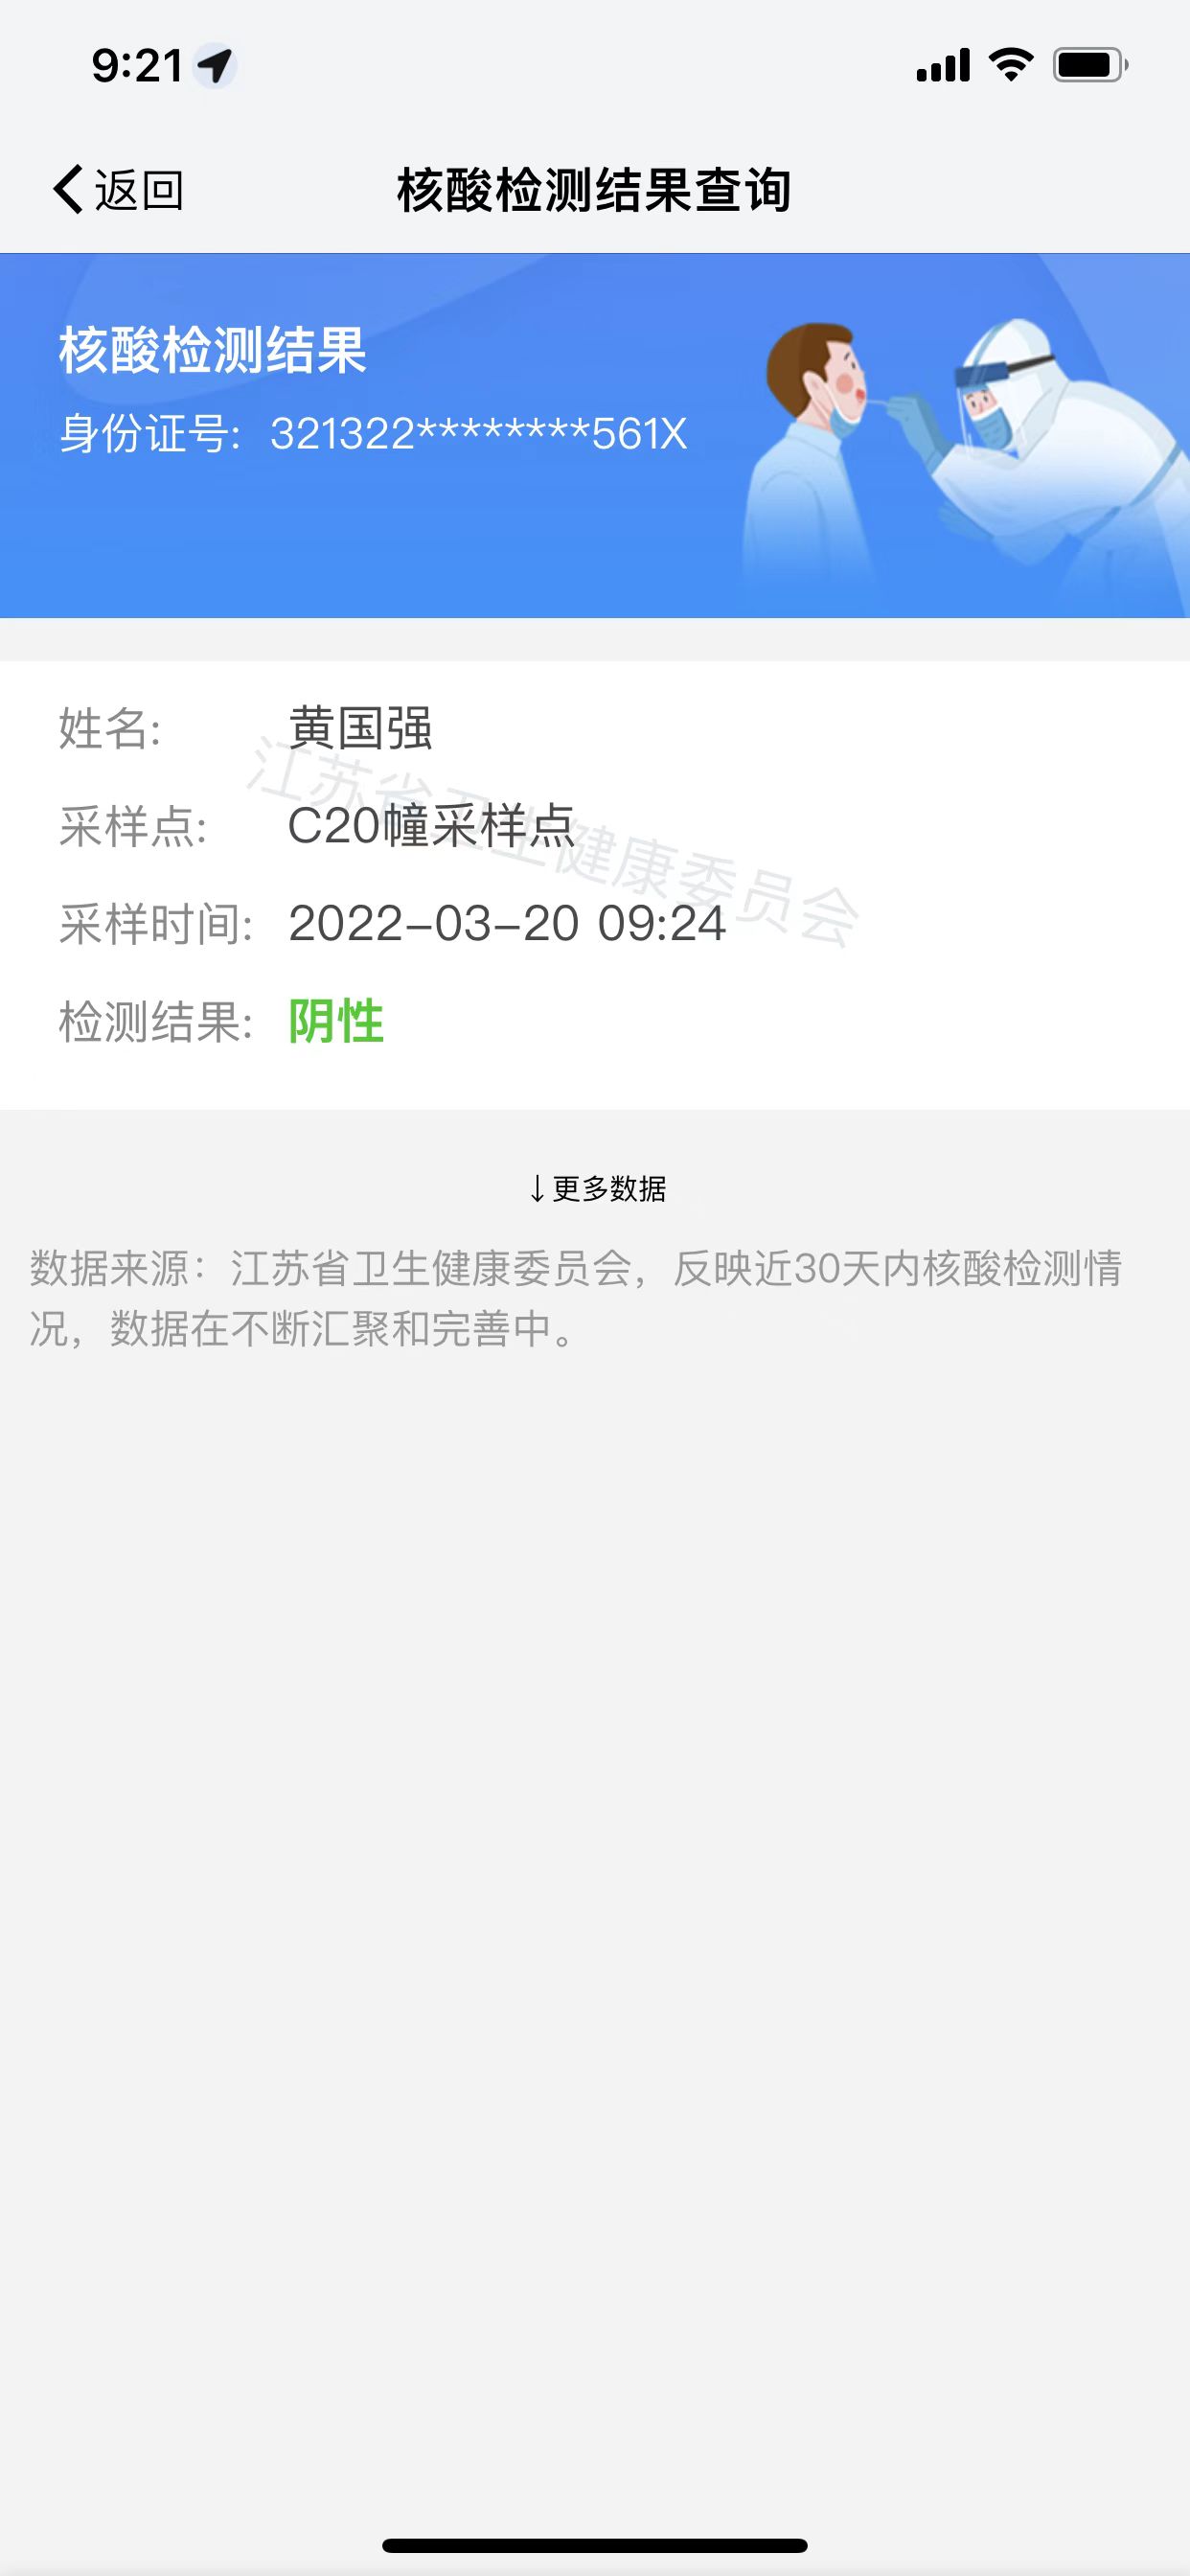 9:21
返回
核酸检测结果查询
核酸检测结果
身份证号: 321322********561X
姓名: 黄国强
采样点: C20幢采样点
采样时间: 2022-03-20 09:24
检测结果: 阴性
江苏省卫生健康委员会
↓更多数据
数据来源：江苏省卫生健康委员会，反映近30天内核酸检测情
况，数据在不断汇聚和完善中。